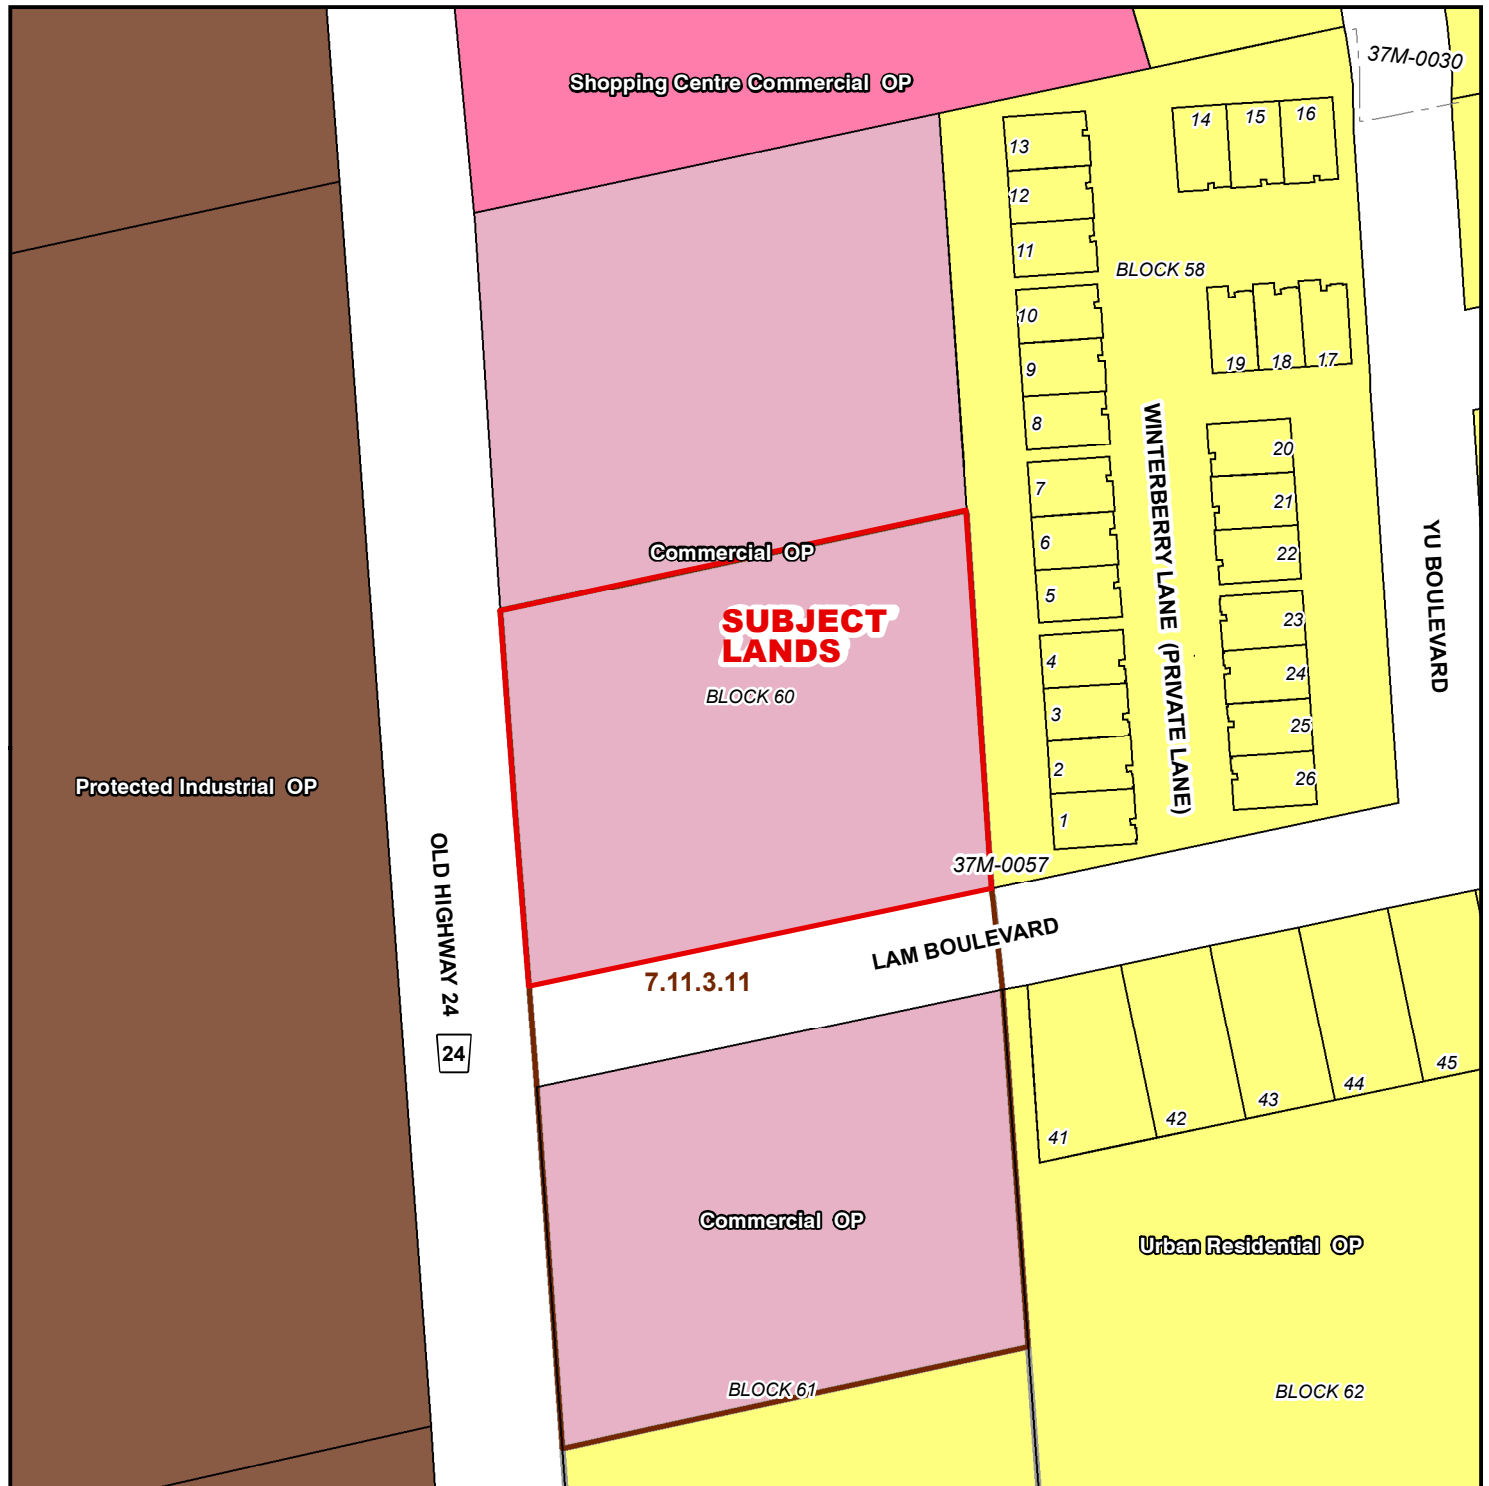 37M-0030
Shopping Centre Commercial OP
14 15 16
13
12
11
BLOCK 58
10
9
8
19 18 17
7
6
5
20
21
22
WINTERBERRY LANE (PRIVATE LANE)
YU BOULEVARD
Commercial OP
SUBJECT
LANDS
BLOCK 60
4
3
2
1
23
24
25
26
Protected Industrial OP
OLD HIGHWAY 24
24
37M-0057
LAM BOULEVARD
7.11.3.11
41
42
43
44
45
Commercial OP
Urban Residential OP
BLOCK 61
BLOCK 62